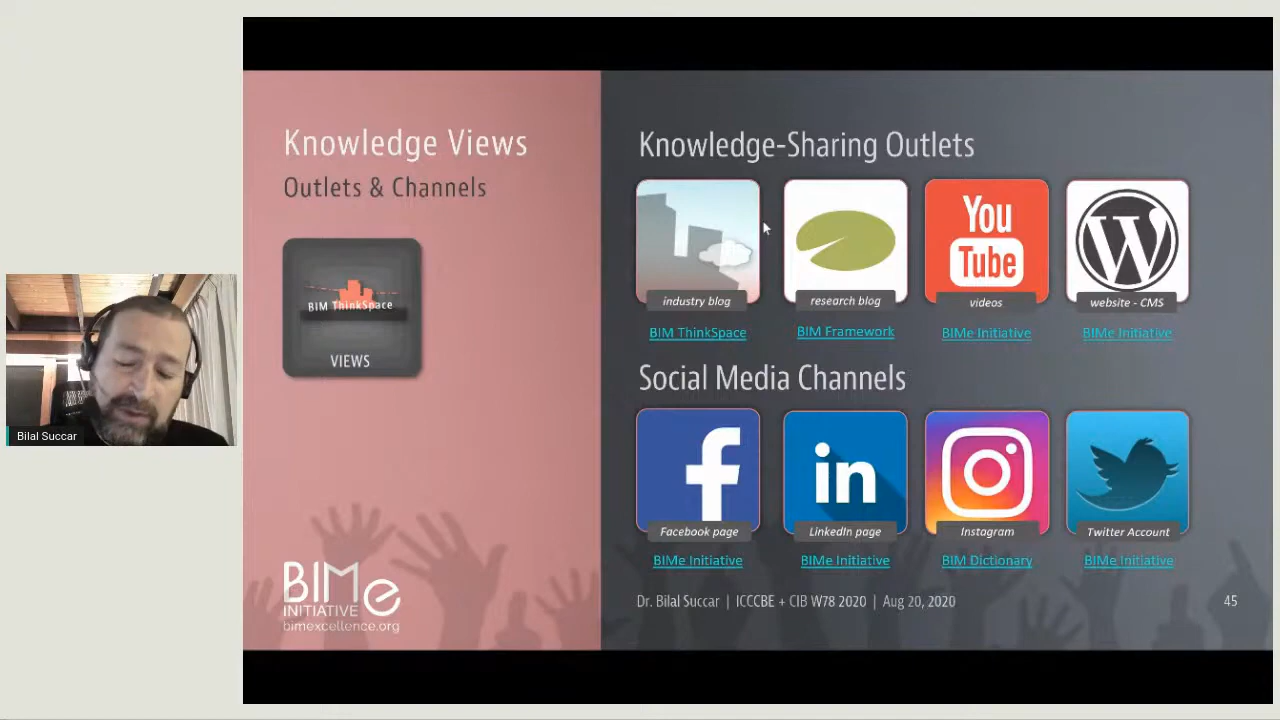 Knowledge Views
Outlets & Channels
BIM ThinkSpace
VIEWS
BIMe
INITIATIVE
bimexcellence.org
Knowledge-Sharing Outlets
You
Tube
W
industry blog
research blog
videos
website - CMS
BIM ThinkSpace
BIM Framework
BIMe Initiative
BIMe Initiative
Social Media Channels
f
in
Facebook page
LinkedIn page
Instagram
Twitter Account
BIMe Initiative
BIMe Initiative
BIM Dictionary
BIMe Initiative
Dr. Bilal Succar | ICCCBE + CIB W78 2020 | Aug 20, 2020
45
Bilal Succar